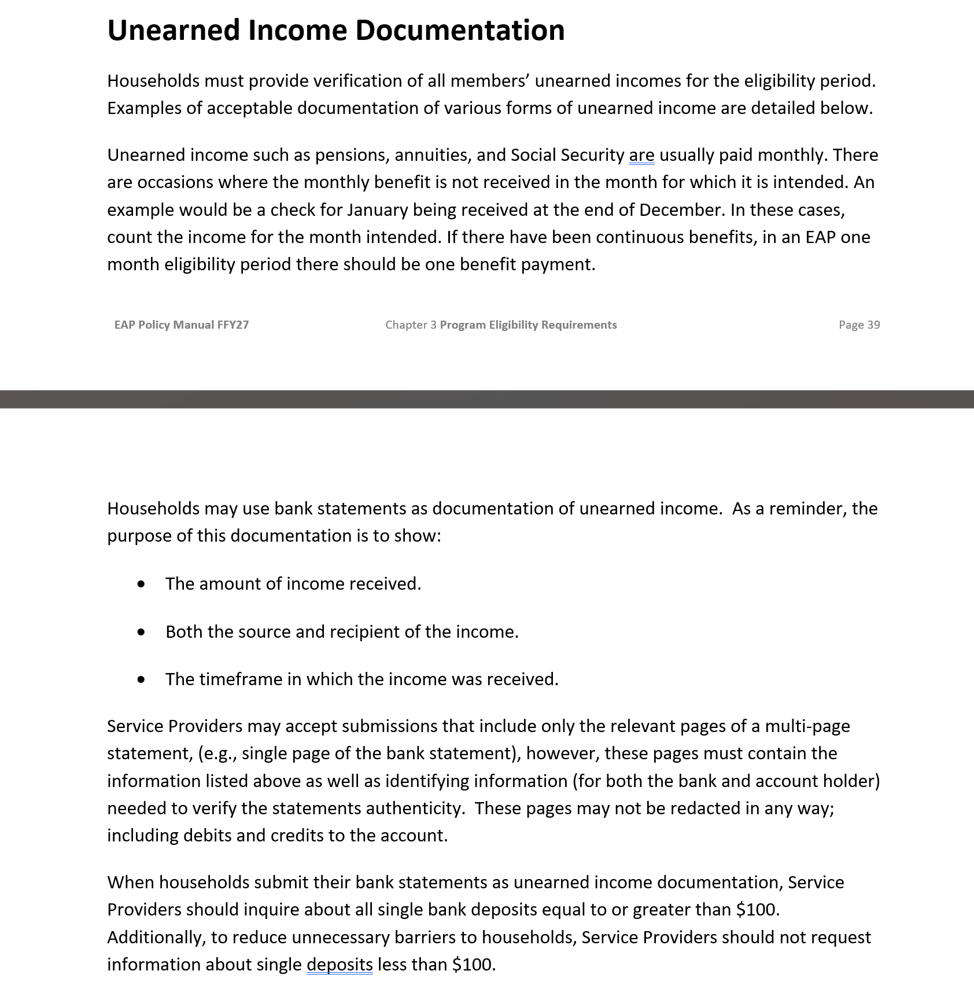 Unearned Income Documentation
Households must provide verification of all members’ unearned incomes for the eligibility period.
Examples of acceptable documentation of various forms of unearned income are detailed below.
Unearned income such as pensions, annuities, and Social Security are usually paid monthly. There
are occasions where the monthly benefit is not received in the month for which it is intended. An
example would be a check for January being received at the end of December. In these cases,
count the income for the month intended. If there have been continuous benefits, in an EAP one
month eligibility period there should be one benefit payment.
EAP Policy Manual FFY27 Chapter 3 Program Eligibility Requirements Page 39
Households may use bank statements as documentation of unearned income.  As a reminder, the
purpose of this documentation is to show:
• The amount of income received.
• Both the source and recipient of the income.
• The timeframe in which the income was received.
Service Providers may accept submissions that include only the relevant pages of a multi-page
statement, (e.g., single page of the bank statement), however, these pages must contain the
information listed above as well as identifying information (for both the bank and account holder)
needed to verify the statements authenticity.  These pages may not be redacted in any way;
including debits and credits to the account.
When households submit their bank statements as unearned income documentation, Service
Providers should inquire about all single bank deposits equal to or greater than $100.
Additionally, to reduce unnecessary barriers to households, Service Providers should not request
information about single deposits less than $100.